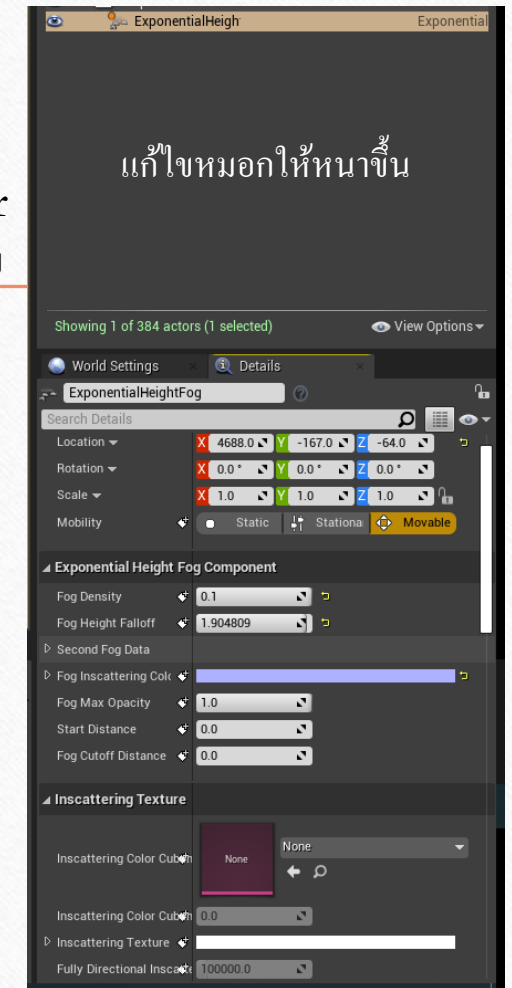 ExponentialHeigh
Exponential
แก้ไขหมอกให้หนาขึ้น
r
Showing 1 of 384 actors (1 selected)
View Options
World Settings
Details
ExponentialHeightFog
Search Details
Location X 4688.0 Y -167.0 Z -64.0
Rotation X 0.0° Y 0.0° Z 0.0°
Scale X 1.0 Y 1.0 Z 1.0
Mobility Static Stationa Movable
Exponential Height Fog Component
Fog Density 0.1
Fog Height Falloff 1.904809
Second Fog Data
Fog Inscattering Colo
Fog Max Opacity 1.0
Start Distance 0.0
Fog Cutoff Distance 0.0
Inscattering Texture
None
Inscattering Color Cub
None
Inscattering Color Cub 0.0
Inscattering Texture
Fully Directional Insca 100000.0